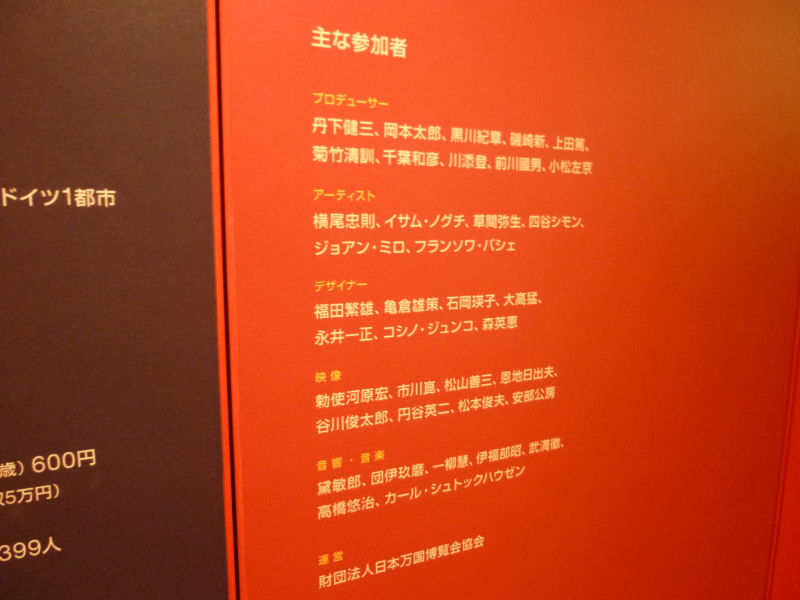 ドイツ1都市
歳）600円
5万円）
399人
主な参加者
プロデューサー
丹下健三、岡本太郎、黒川紀章、磯崎新、上田篤、
菊竹清訓、千葉和彦、川添登、前川國男、小松左京
アーティスト
横尾忠則、イサム・ノグチ、草間弥生、四谷シモン、
ジョアン・ミロ、フランソワ・バシェ
デザイナー
福田繁雄、亀倉雄策、石岡瑛子、大高猛、
永井一正、コシノ・ジュンコ、森英恵
映像
勅使河原宏、市川崑、松山善三、恩地日出夫、
谷川俊太郎、円谷英二、松本俊夫、安部公房
音響・音楽
黛敏郎、団伊玖磨、一柳慧、伊福部昭、武満徹、
高橋悠治、カール・シュトックハウゼン
運営
財団法人日本万国博覧会協会